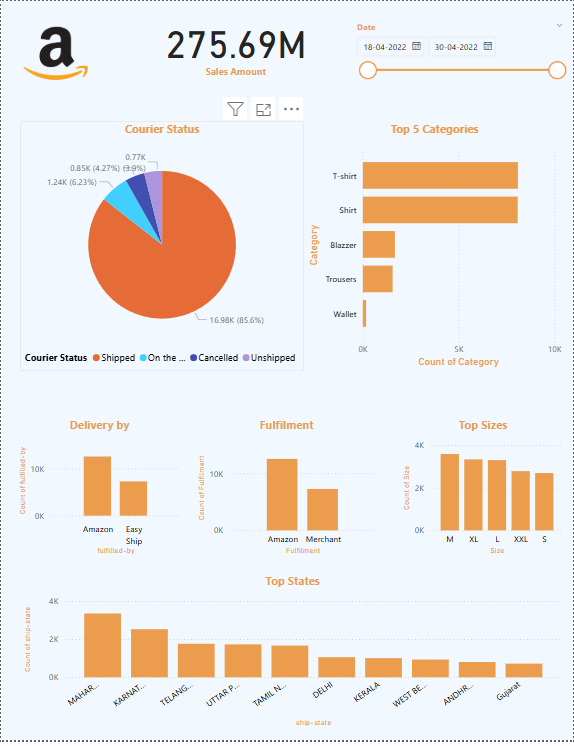 a
275.69M
Sales Amount
Date
18-04-2022
30-04-2022
Courier Status
0.77K
(3.9%)
0.85K (4.27%)
1.24K (6.23%)
16.98K (85.6%)
Courier Status Shipped On the ... Cancelled Unshipped
Top 5 Categories
Category
T-shirt
Shirt
Blazzer
Trousers
Wallet
0K 5K 10K
Count of Category
Delivery by
Count of fulfilled-by
10K
0K
Amazon Easy
Ship
fulfilled-by
Fulfilment
Count of Fulfilment
10K
0K
Amazon Merchant
Fulfilment
Top Sizes
Count of Size
4K
2K
0K
M XL L XXL S
Size
Top States
Count of ship-state
4K
2K
0K
MAHAR... KARNAT... TELANG... UTTAR P... TAMIL N... DELHI KERALA WEST BE... ANDHR... Gujarat
ship-state